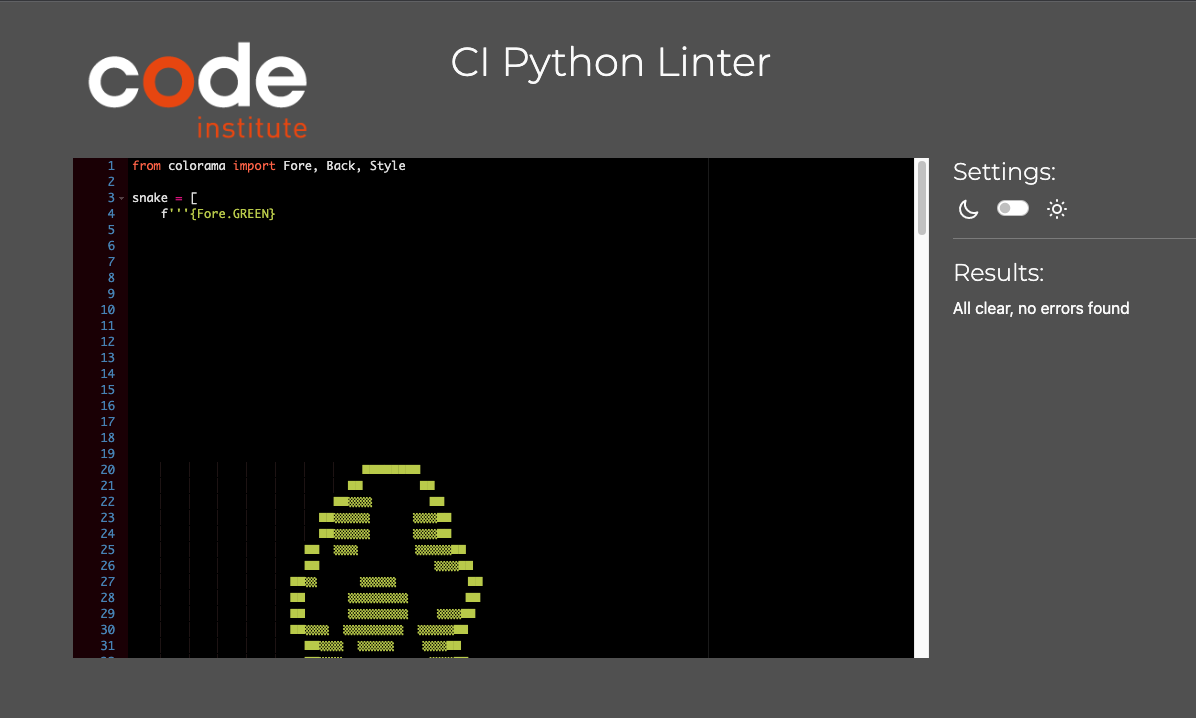 code
institute
CI Python Linter
1 from colorama import Fore, Back, Style
2
3 snake = [
4 f'''{Fore.GREEN}
5
6
7
8
9
10
11
12
13
14
15
16
17
18
19
20 ████████
21 ██ ██
22 ██▒▒▒▒ ██
23 ██▒▒▒▒▒▒ ▒▒▒▒██
24 ██▒▒▒▒▒▒ ▒▒▒▒██
25 ██ ▒▒▒▒ ▒▒▒▒▒▒██
26 ██ ▒▒▒▒██
27 ██▒▒ ▒▒▒▒▒▒ ██
28 ██ ▒▒▒▒▒▒▒▒▒▒ ██
29 ██ ▒▒▒▒▒▒▒▒▒▒ ▒▒▒▒██
30 ██▒▒▒▒ ▒▒▒▒▒▒▒▒▒▒ ▒▒▒▒▒▒██
31 ██▒▒▒▒ ▒▒▒▒▒▒ ▒▒▒▒██
Settings:
Results:
All clear, no errors found